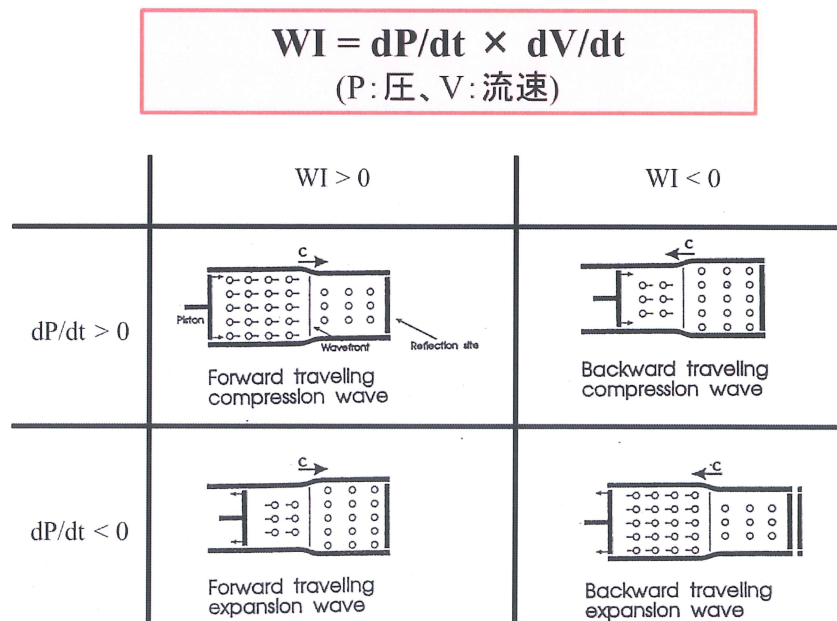 WI = dP/dt × dV/dt
(P:圧、V:流速)
WI > 0
WI < 0
dP/dt > 0
C
Piston
Wavefront
Reflection site
Forward traveling
compression wave
C
Backward traveling
compression wave
dP/dt < 0
C
Forward traveling
expansion wave
C
Backward traveling
expansion wave